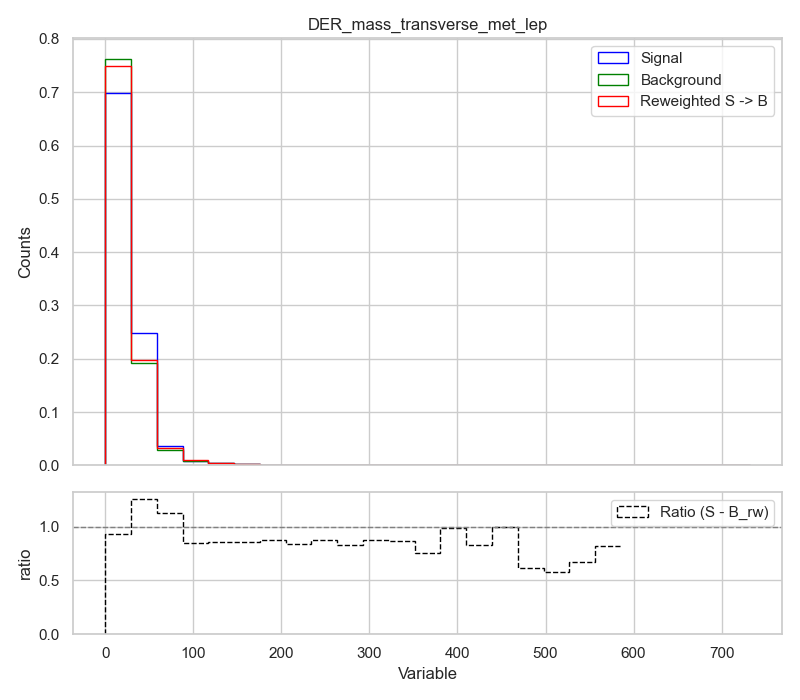 DER_mass_transverse_met_lep
0.8
0.7
0.6
0.5
0.4
0.3
0.2
0.1
0.0
Counts
Signal
Background
Reweighted S -> B
1.0
0.5
0.0
ratio
Ratio (S - B_rw)
0 100 200 300 400 500 600 700
Variable